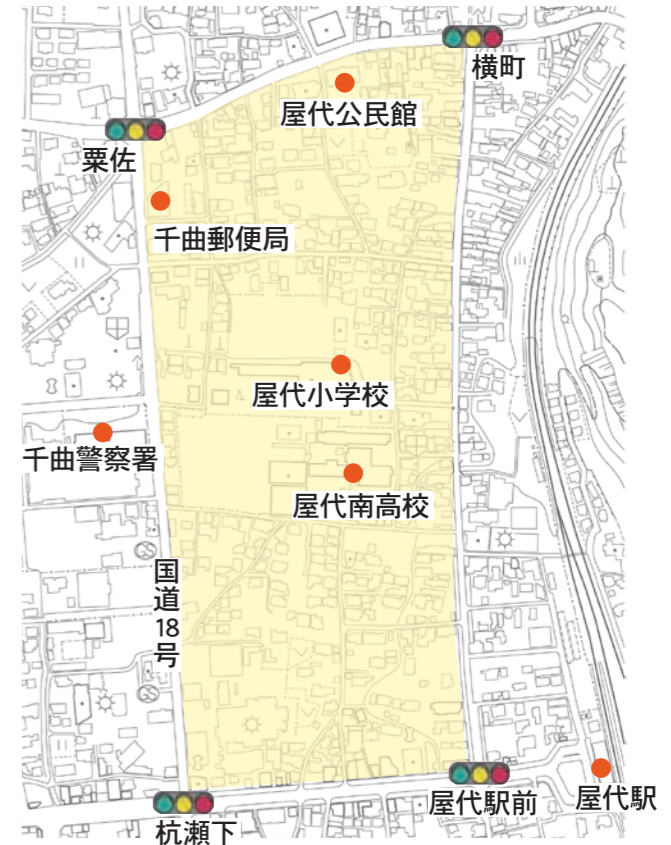 横町
屋代公民館
粟佐
千曲郵便局
屋代小学校
千曲警察署
屋代南高校
国道18号
屋代駅前
屋代駅
杭瀬下